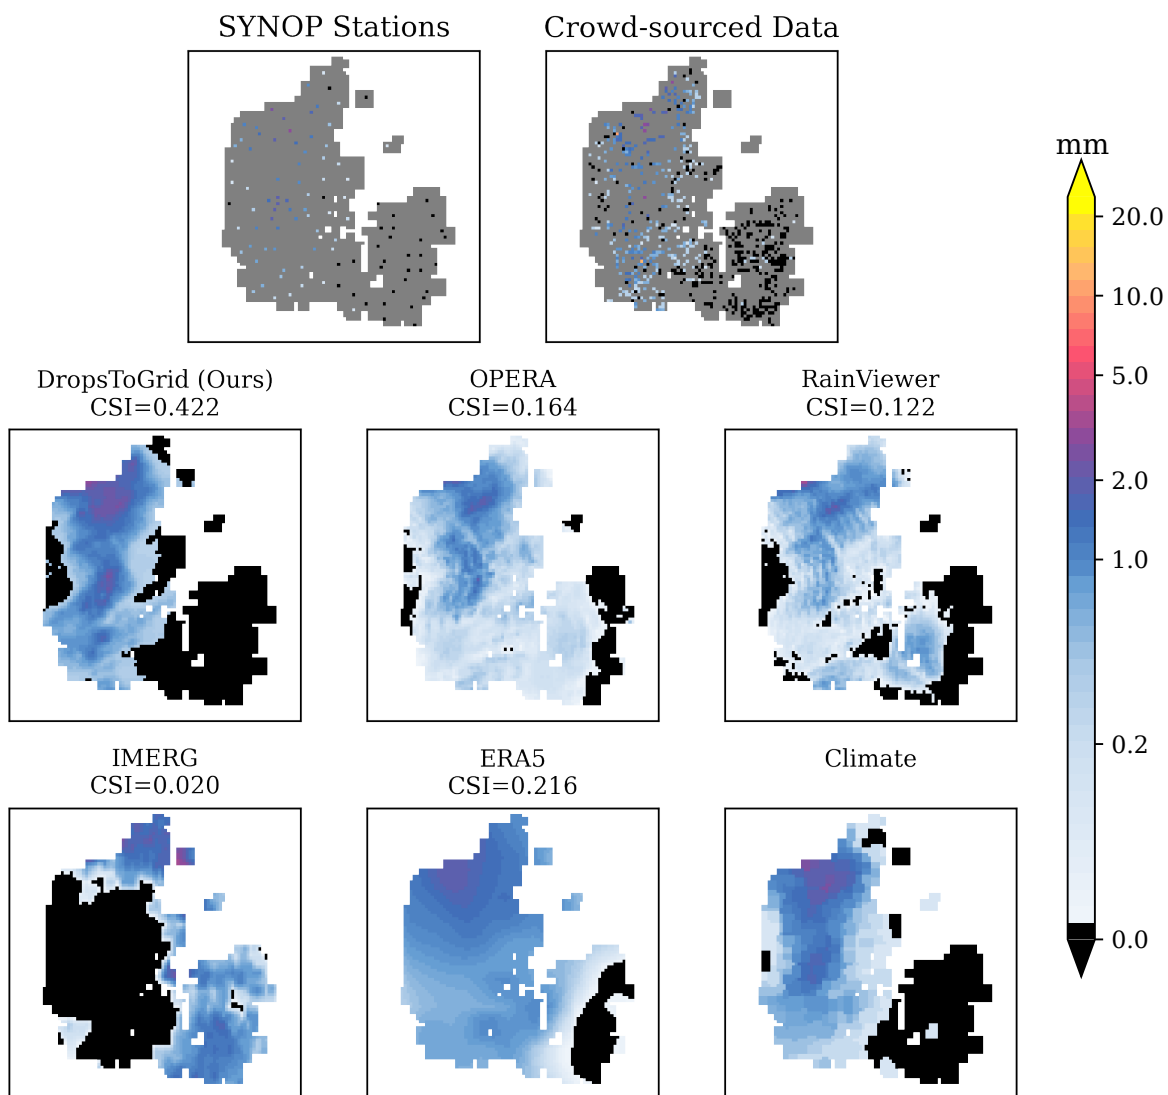 SYNOP Stations
Crowd-sourced Data
mm
20.0
10.0
5.0
2.0
1.0
0.2
0.0
DropsToGrid (Ours)
CSI=0.422
OPERA
CSI=0.164
RainViewer
CSI=0.122
IMERG
CSI=0.020
ERA5
CSI=0.216
Climate